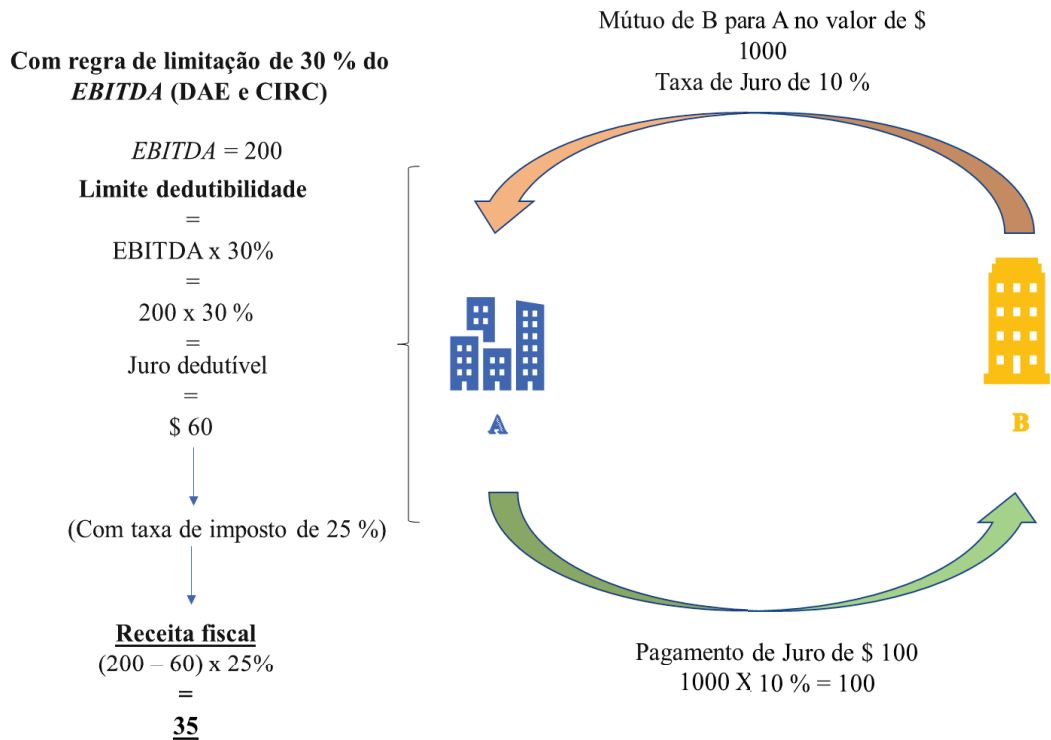 Com regra de limitação de 30 % do
EBITDA (DAE e CIRC)
EBITDA = 200
Limite dedutibilidade
=
EBITDA x 30%
=
200 x 30 %
=
Juro dedutível
=
$ 60
(Com taxa de imposto de 25 %)
Receita fiscal
(200 – 60) x 25%
=
35
Mútuo de B para A no valor de $
1000
Taxa de Juro de 10 %
A
B
Pagamento de Juro de $ 100
1000 X 10 % = 100